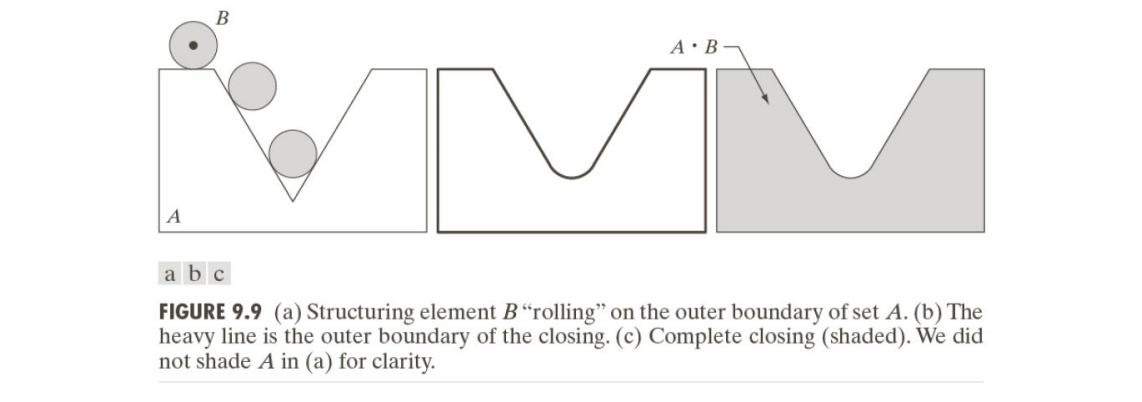 B
A • B
A
a b c
FIGURE 9.9 (a) Structuring element B “rolling” on the outer boundary of set A. (b) The
heavy line is the outer boundary of the closing. (c) Complete closing (shaded). We did
not shade A in (a) for clarity.